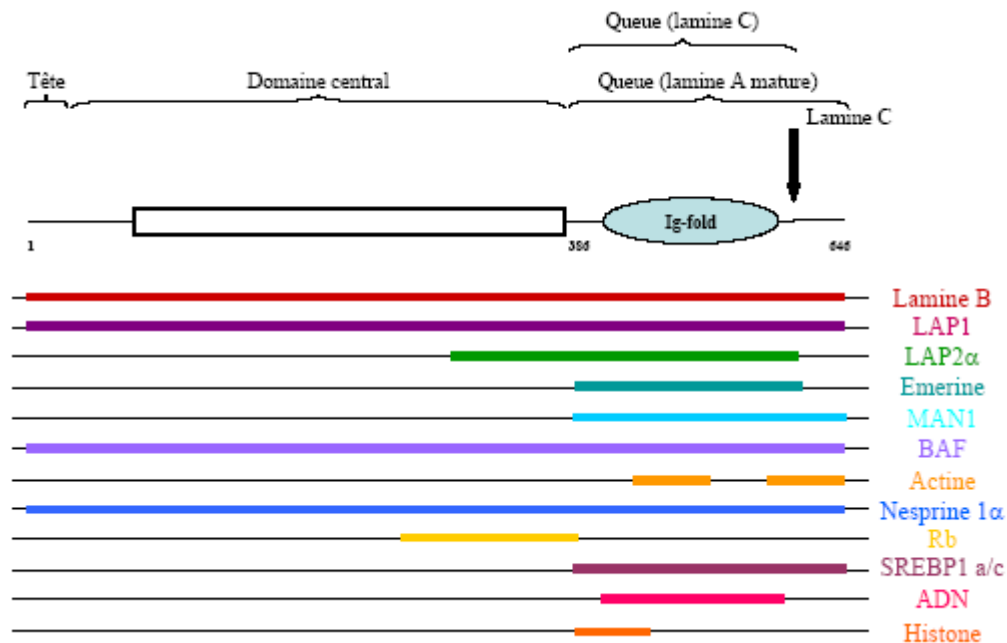 Queue (lamine C)
Tête
Domaine central
Queue (lamine A mature)
Lamine C
Ig-fold
1
386
646
Lamine B
LAP1
LAP2α
Emerine
MAN1
BAF
Actine
Nesprine 1α
Rb
SREBP1 a/c
ADN
Histone